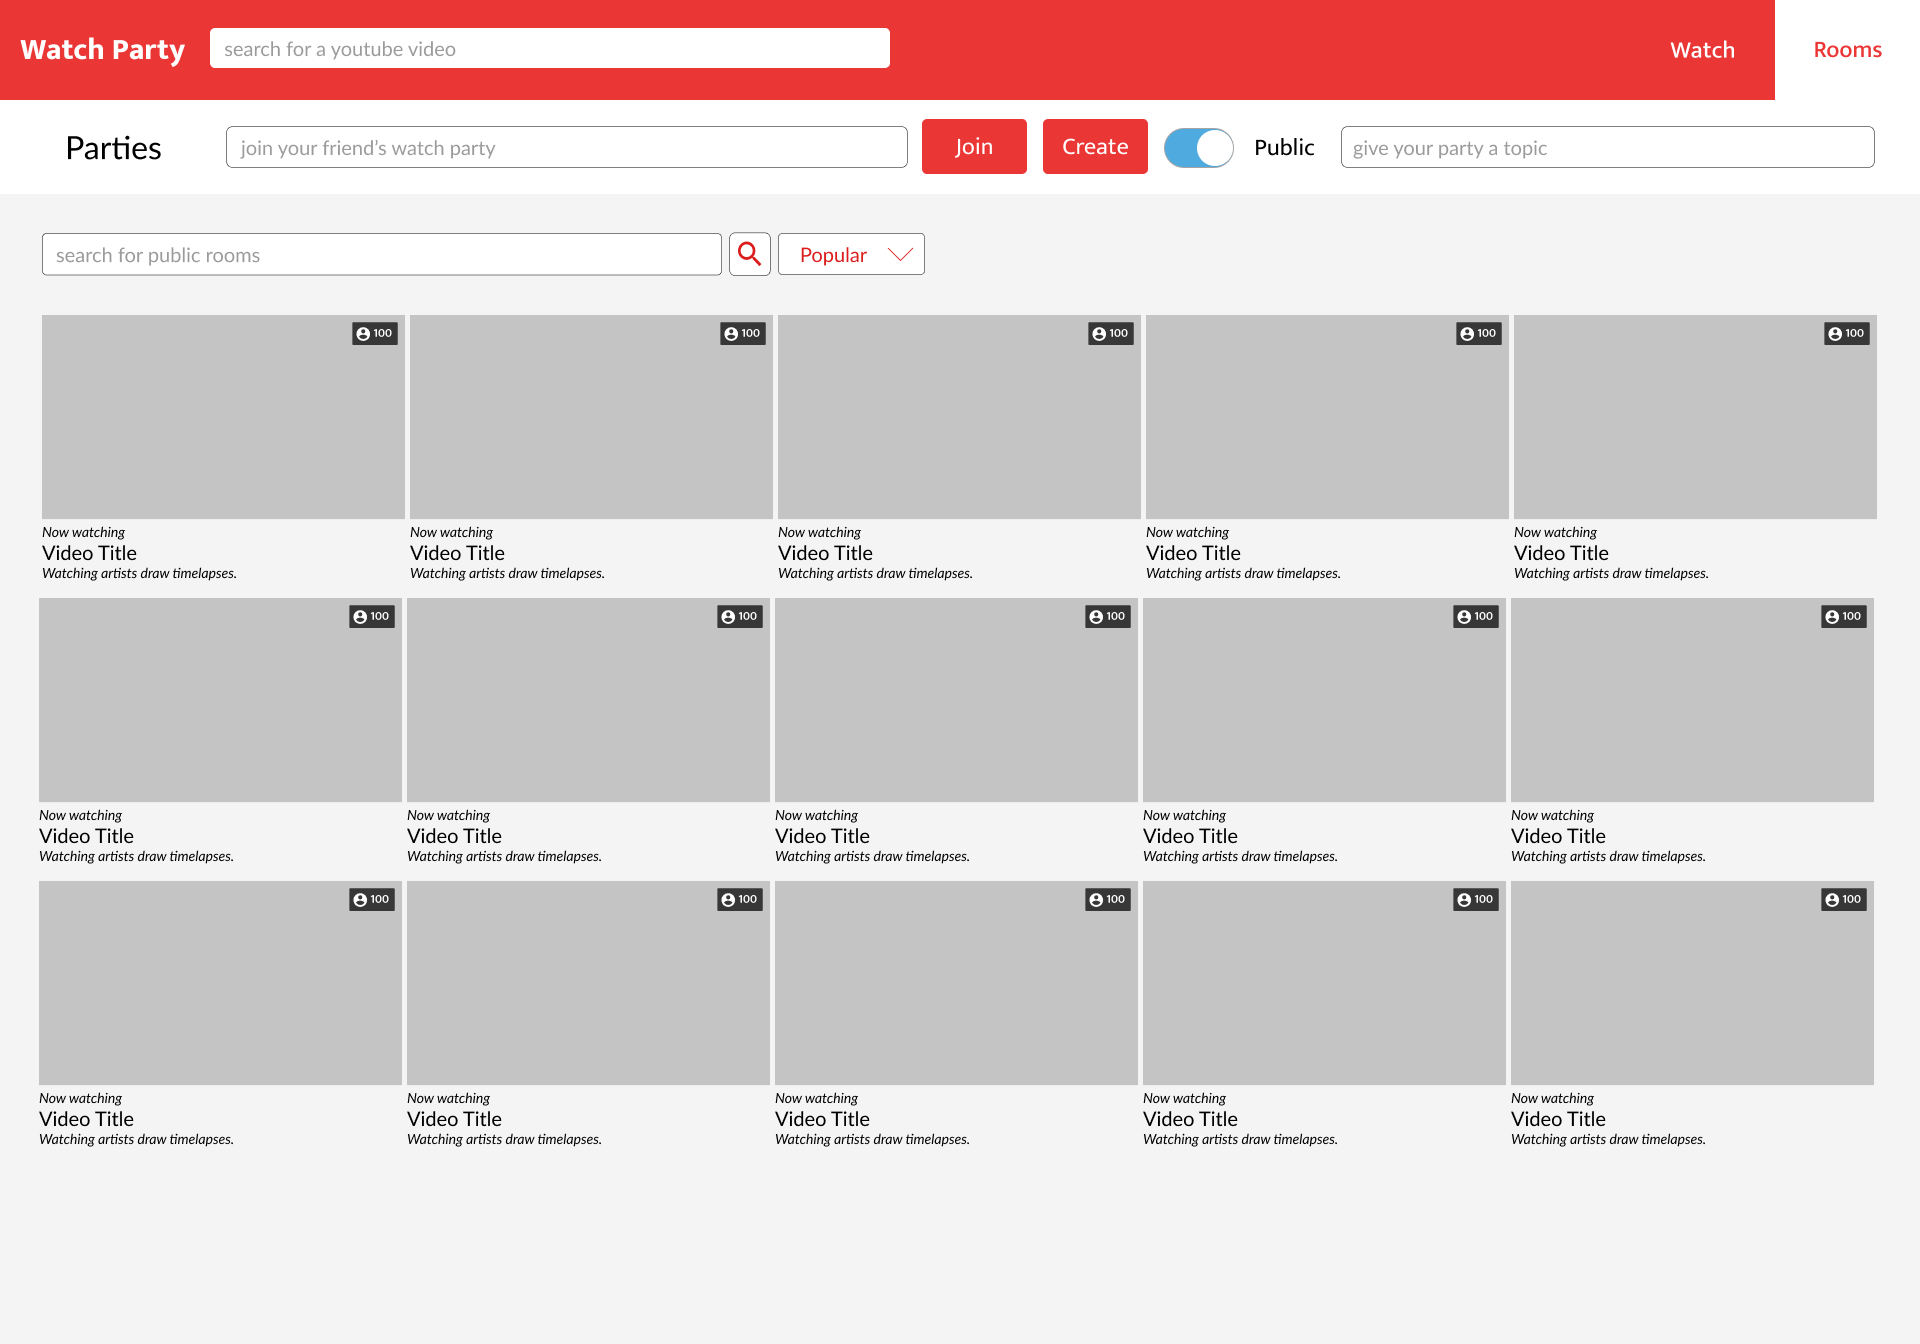 Watch Party search for a youtube video Watch Rooms
Parties join your friend's watch party Join Create Public give your party a topic
search for public rooms Popular
100 100 100 100 100
Now watching Now watching Now watching Now watching Now watching
Video Title Video Title Video Title Video Title Video Title
Watching artists draw timelapses. Watching artists draw timelapses. Watching artists draw timelapses. Watching artists draw timelapses. Watching artists draw timelapses.
100 100 100 100 100
Now watching Now watching Now watching Now watching Now watching
Video Title Video Title Video Title Video Title Video Title
Watching artists draw timelapses. Watching artists draw timelapses. Watching artists draw timelapses. Watching artists draw timelapses. Watching artists draw timelapses.
100 100 100 100 100
Now watching Now watching Now watching Now watching Now watching
Video Title Video Title Video Title Video Title Video Title
Watching artists draw timelapses. Watching artists draw timelapses. Watching artists draw timelapses. Watching artists draw timelapses. Watching artists draw timelapses.